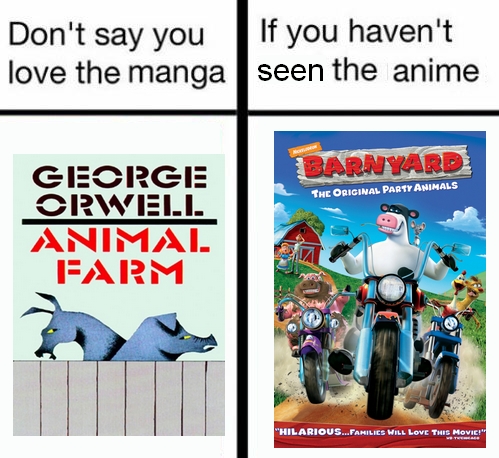 Don't say you
love the manga
If you haven't
seen the anime
GEORGE
ORWELL
ANIMAL
FARM
NICKELODEON
BARNYARD
THE ORIGINAL PARTY ANIMALS
"HILARIOUS...FAMILIES WILL LOVE THIS MOVIE!"